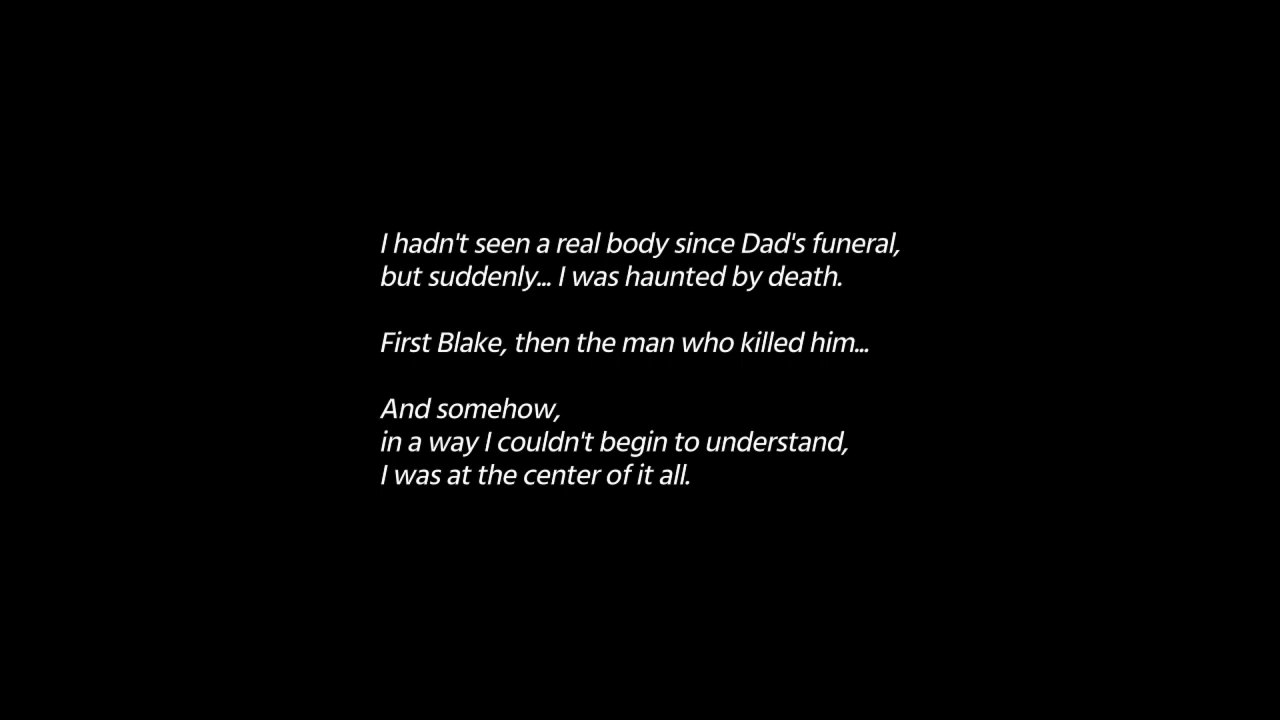 I hadn't seen a real body since Dad's funeral,
but suddenly... I was haunted by death.
First Blake, then the man who killed him...
And somehow,
in a way I couldn't begin to understand,
I was at the center of it all.